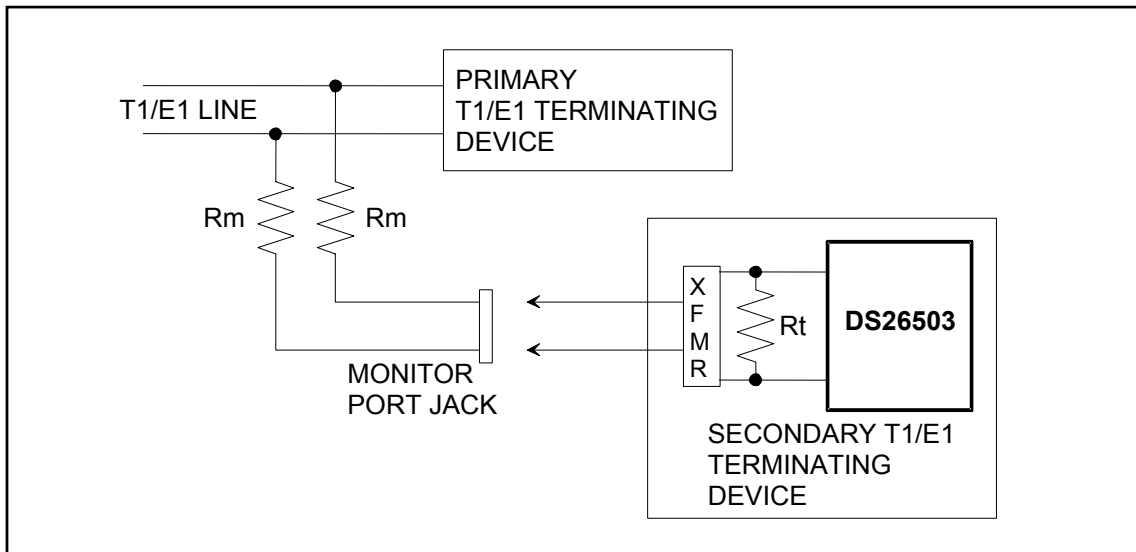 PRIMARY
T1/E1 TERMINATING
DEVICE
T1/E1 LINE
Rm
Rm
MONITOR
PORT JACK
X
F
M
R
Rt
DS26503
SECONDARY T1/E1
TERMINATING
DEVICE